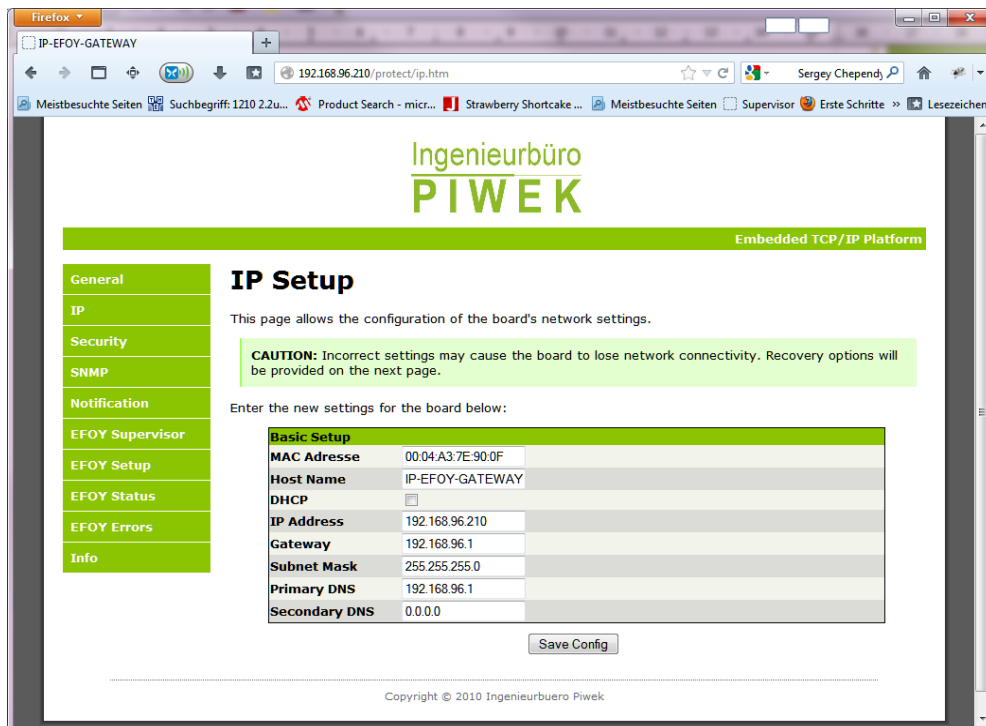 Firefox
IP-EFOY-GATEWAY
192.168.96.210/protect/ip.htm
Sergey Chependy
Meistbesuchte Seiten Suchbegriff: 1210 2.2u... Product Search - micr... Strawberry Shortcake ... Meistbesuchte Seiten Supervisor Erste Schritte » Lesezeichen
Ingenieurbüro
PIWEK
Embedded TCP/IP Platform
General
IP
Security
SNMP
Notification
EFOY Supervisor
EFOY Setup
EFOY Status
EFOY Errors
Info
IP Setup
This page allows the configuration of the board's network settings.
CAUTION: Incorrect settings may cause the board to lose network connectivity. Recovery options will
be provided on the next page.
Enter the new settings for the board below:
Basic Setup
MAC Adresse 00:04:A3:7E:90:0F
Host Name IP-EFOY-GATEWAY
DHCP
IP Address 192.168.96.210
Gateway 192.168.96.1
Subnet Mask 255.255.255.0
Primary DNS 192.168.96.1
Secondary DNS 0.0.0.0
Save Config
Copyright © 2010 Ingenieurbuero Piwek